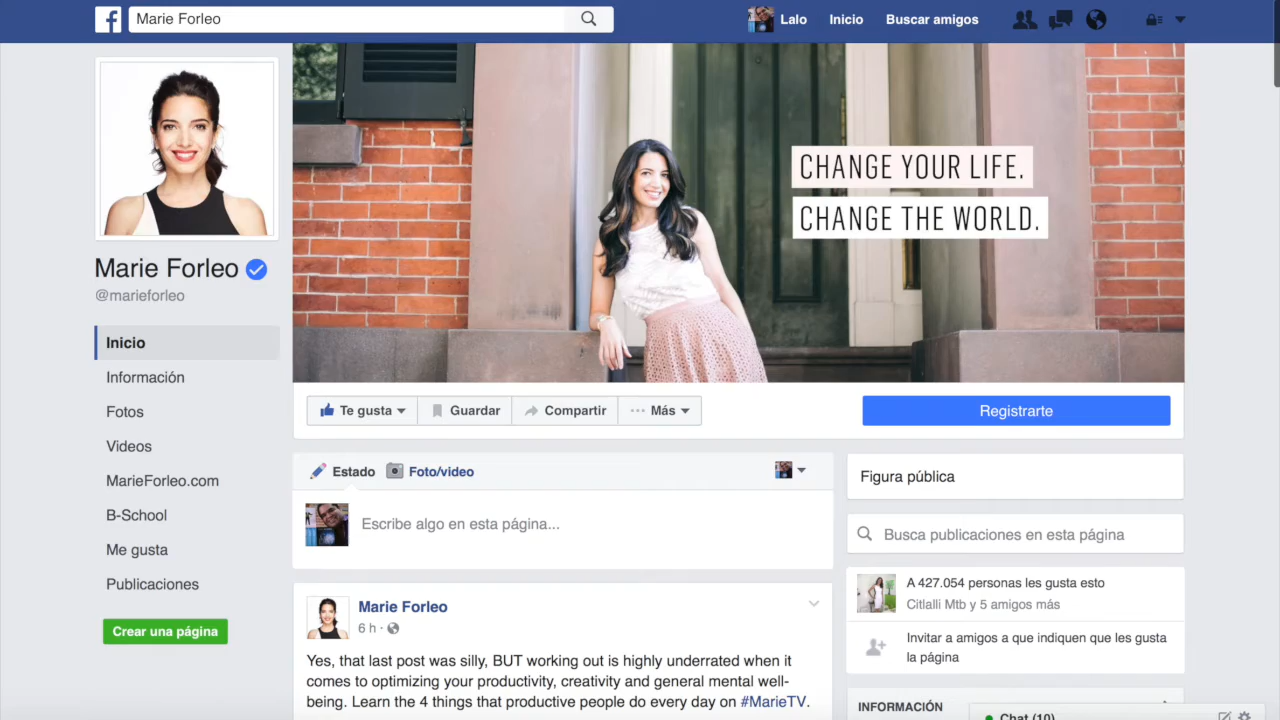 Marie Forleo
Lalo
Inicio
Buscar amigos
CHANGE YOUR LIFE.
CHANGE THE WORLD.
Marie Forleo
@marieforleo
Inicio
Información
Fotos
Videos
MarieForleo.com
B-School
Me gusta
Publicaciones
Crear una página
Te gusta
Guardar
Compartir
Más
Registrarte
Estado
Foto/video
Escribe algo en esta página...
Marie Forleo
6 h
Yes, that last post was silly, BUT working out is highly underrated when it
comes to optimizing your productivity, creativity and general mental well-
being. Learn the 4 things that productive people do every day on #MarieTV.
Figura pública
Busca publicaciones en esta página
A 427.054 personas les gusta esto
Citlalli Mtb y 5 amigos más
Invitar a amigos a que indiquen que les gusta
la página
INFORMACIÓN
Chat (10)